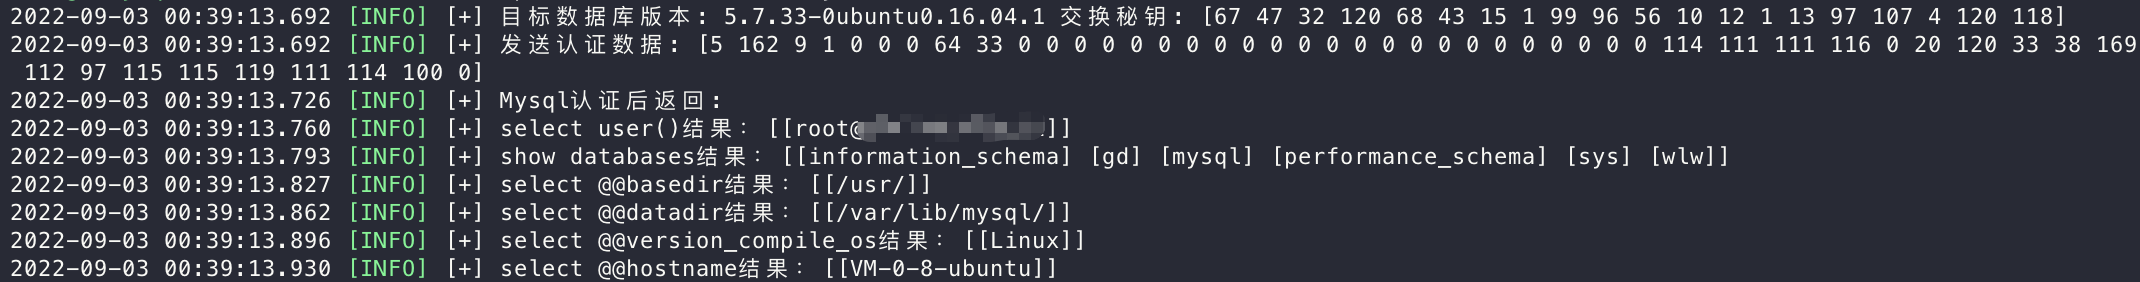 2022-09-03 00:39:13.692 [INFO] [+] 目标数据库版本: 5.7.33-0ubuntu0.16.04.1 交换秘钥: [67 47 32 120 68 43 15 1 99 96 56 10 12 1 13 97 107 4 120 118]
2022-09-03 00:39:13.692 [INFO] [+] 发送认证数据: [5 162 9 1 0 0 0 64 33 0 0 0 0 0 0 0 0 0 0 0 0 0 0 0 0 0 0 0 0 0 0 0 114 111 111 116 0 20 120 33 38 169
112 97 115 115 119 111 114 100 0]
2022-09-03 00:39:13.726 [INFO] [+] Mysql认证后返回:
2022-09-03 00:39:13.760 [INFO] [+] select user()结果: [[root@]]
2022-09-03 00:39:13.793 [INFO] [+] show databases结果: [[information_schema] [gd] [mysql] [performance_schema] [sys] [wlw]]
2022-09-03 00:39:13.827 [INFO] [+] select @@basedir结果: [[/usr/]]
2022-09-03 00:39:13.862 [INFO] [+] select @@datadir结果: [[/var/lib/mysql/]]
2022-09-03 00:39:13.896 [INFO] [+] select @@version_compile_os结果: [[Linux]]
2022-09-03 00:39:13.930 [INFO] [+] select @@hostname结果: [[VM-0-8-ubuntu]]